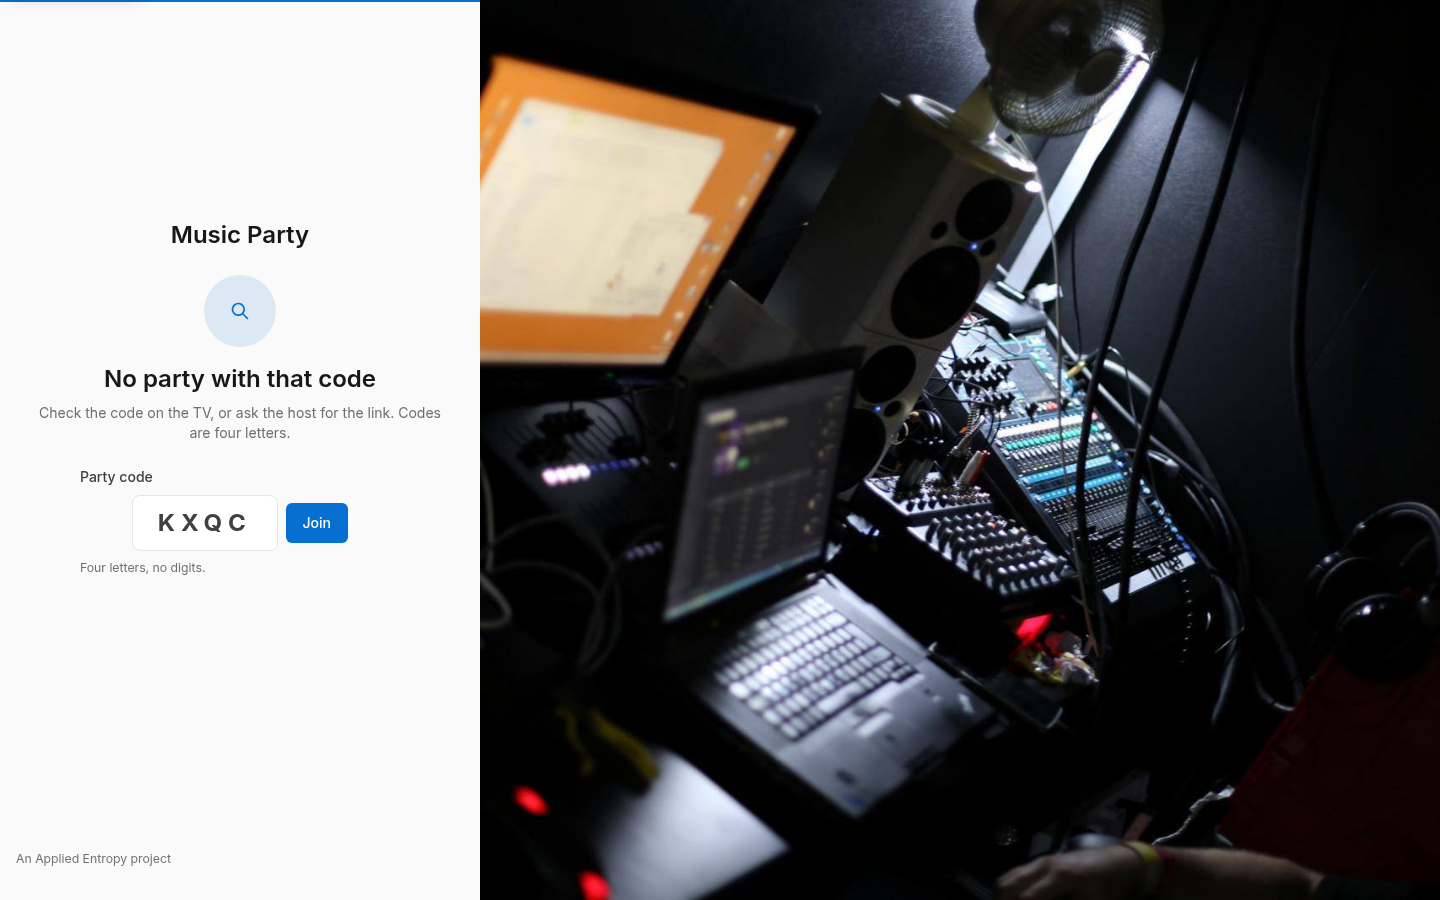 Music Party
No party with that code
Check the code on the TV, or ask the host for the link. Codes
are four letters.
Party code
KXQC
Join
Four letters, no digits.
An Applied Entropy project